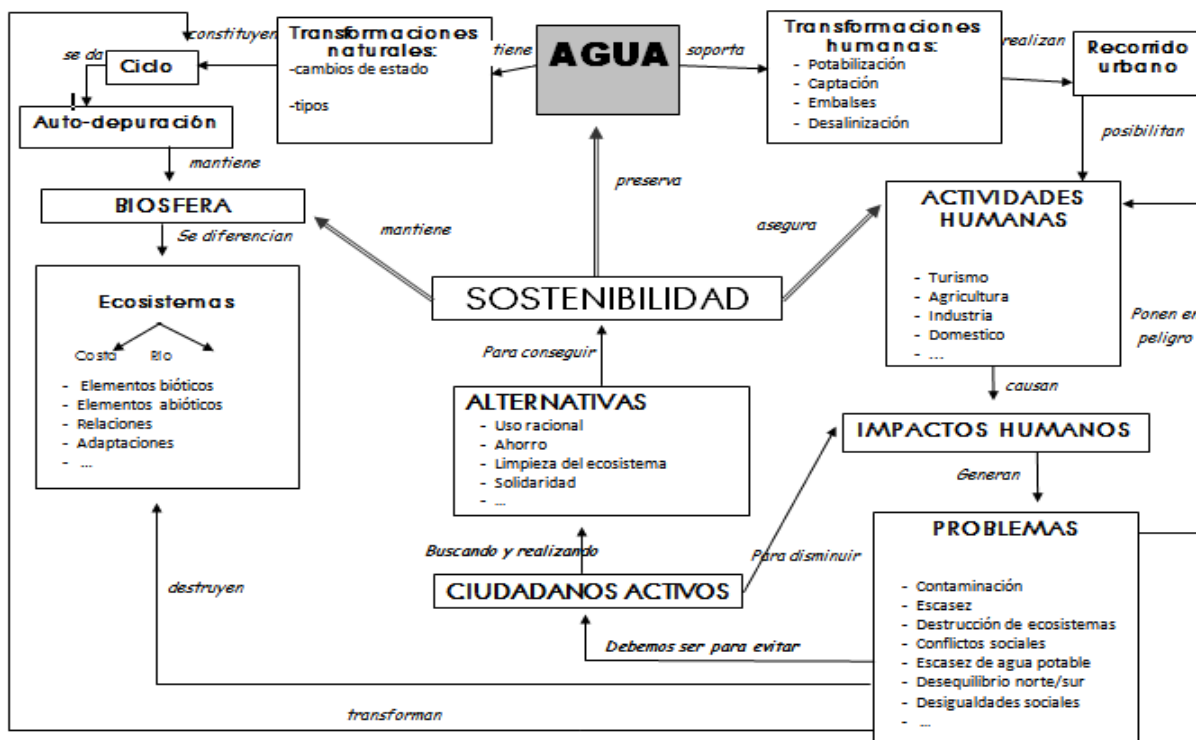 AGUA
tiene
Transformaciones
naturales:
-cambios de estado
-tipos
constituyen
Ciclo
se da
Auto-depuración
mantiene
BIOSFERA
Se diferencian
Ecosistemas
Costa Rio
- Elementos bióticos
- Elementos abióticos
- Relaciones
- Adaptaciones
- ...
soporta
Transformaciones
humanas:
- Potabilización
- Captación
- Embalses
- Desalinización
realizan
Recorrido
urbano
posibilitan
ACTIVIDADES
HUMANAS
- Turismo
- Agricultura
- Industria
- Domestico
- ...
causan
IMPACTOS HUMANOS
Generan
PROBLEMAS
- Contaminación
- Escasez
- Destrucción de ecosistemas
- Conflictos sociales
- Escasez de agua potable
- Desequilibrio norte/sur
- Desigualdades sociales
- ...
Ponen en
peligro
preserva
mantiene
asegura
SOSTENIBILIDAD
Para conseguir
ALTERNATIVAS
- Uso racional
- Ahorro
- Limpieza del ecosistema
- Solidaridad
- ...
Buscando y realizando
CIUDADANOS ACTIVOS
Para disminuir
Debemos ser para evitar
destruyen
transforman